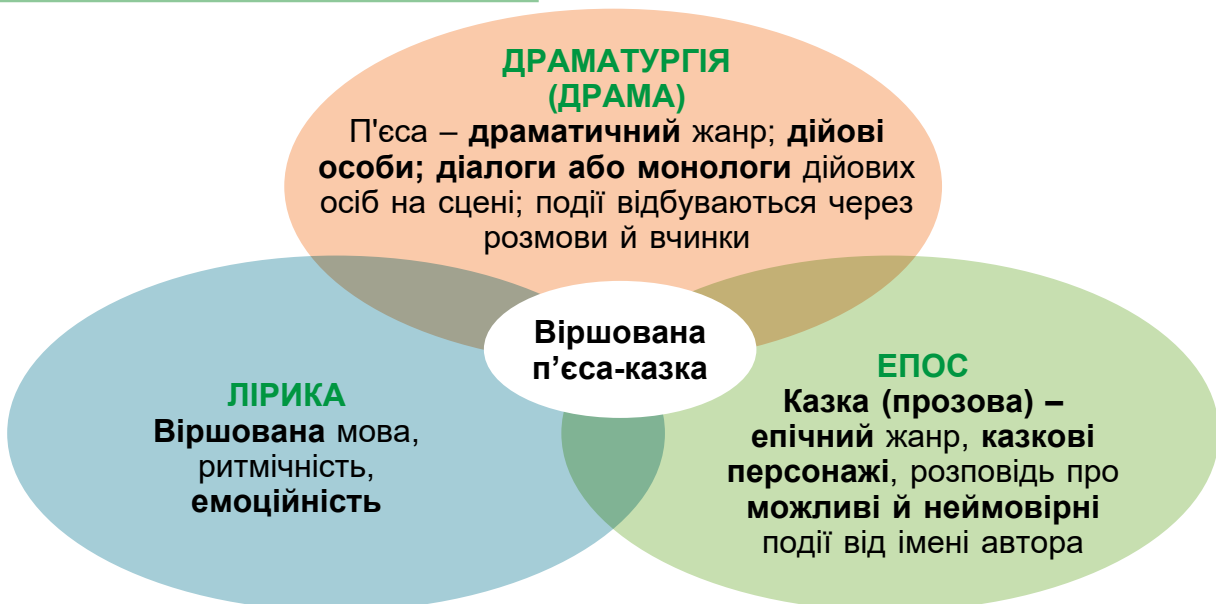 ДРАМАТУРГІЯ
(ДРАМА)
П'єса – драматичний жанр; дійові
особи; діалоги або монологи дійових
осіб на сцені; події відбуваються через
розмови й вчинки
Віршована
п’єса-казка
ЛІРИКА
Віршована мова,
ритмічність,
емоційність
ЕПОС
Казка (прозова) –
епічний жанр, казкові
персонажі, розповідь про
можливі й неймовірні
події від імені автора